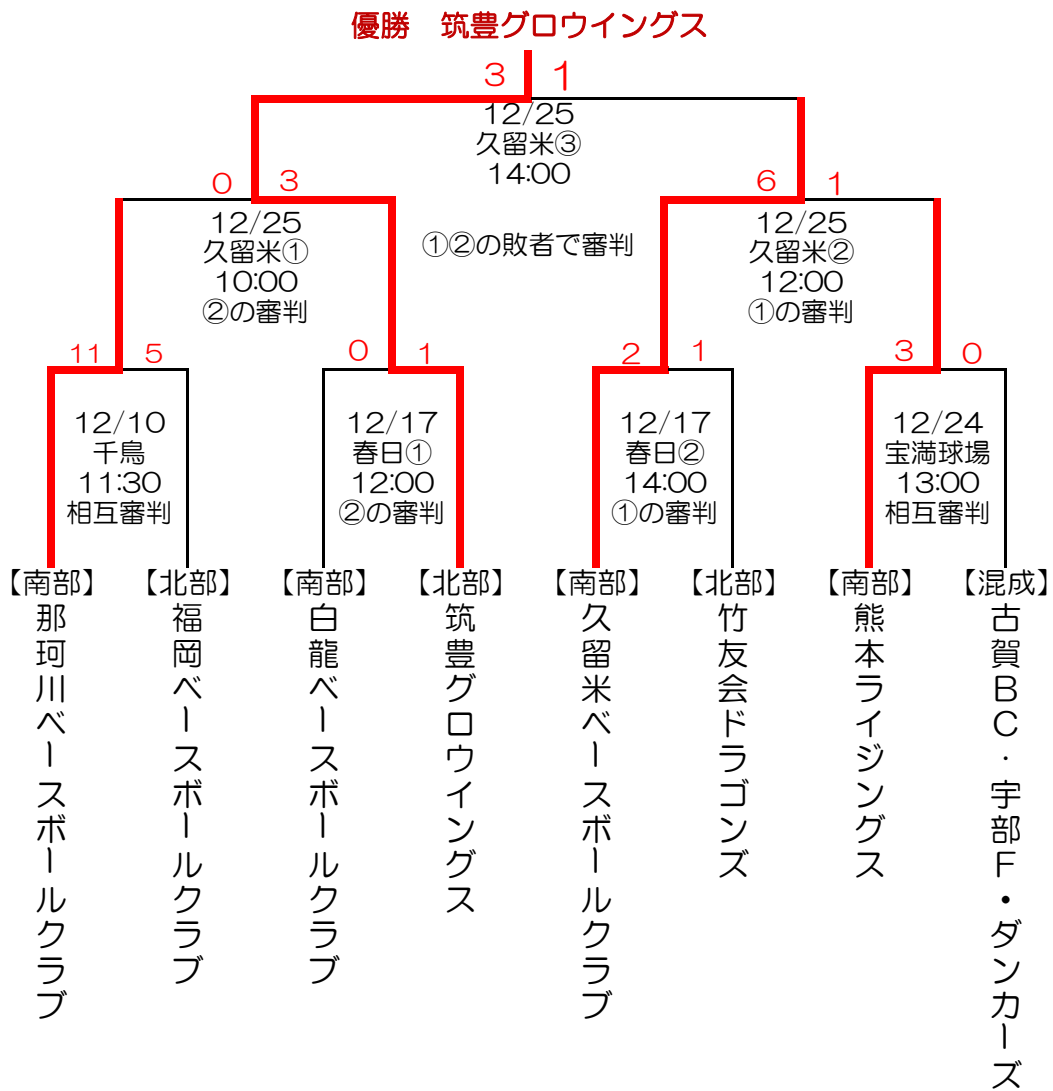 優勝　筑豊グロウイングス
3 1
12/25
久留米③
14:00
0 3
6 1
12/25
久留米①
10:00
②の審判
①②の敗者で審判
12/25
久留米②
12:00
①の審判
11 5
0 1
2 1
3 0
12/10
千鳥
11:30
相互審判
12/17
春日①
12:00
②の審判
12/17
春日②
14:00
①の審判
12/24
宝満球場
13:00
相互審判
【南部】
那珂川ベースボールクラブ
【北部】
福岡ベースボールクラブ
【南部】
白龍ベースボールクラブ
【北部】
筑豊グロウイングス
【南部】
久留米ベースボールクラブ
【北部】
竹友会ドラゴンズ
【南部】
熊本ライジングス
【混成】
古賀BC・宇部F・ダンカーズ